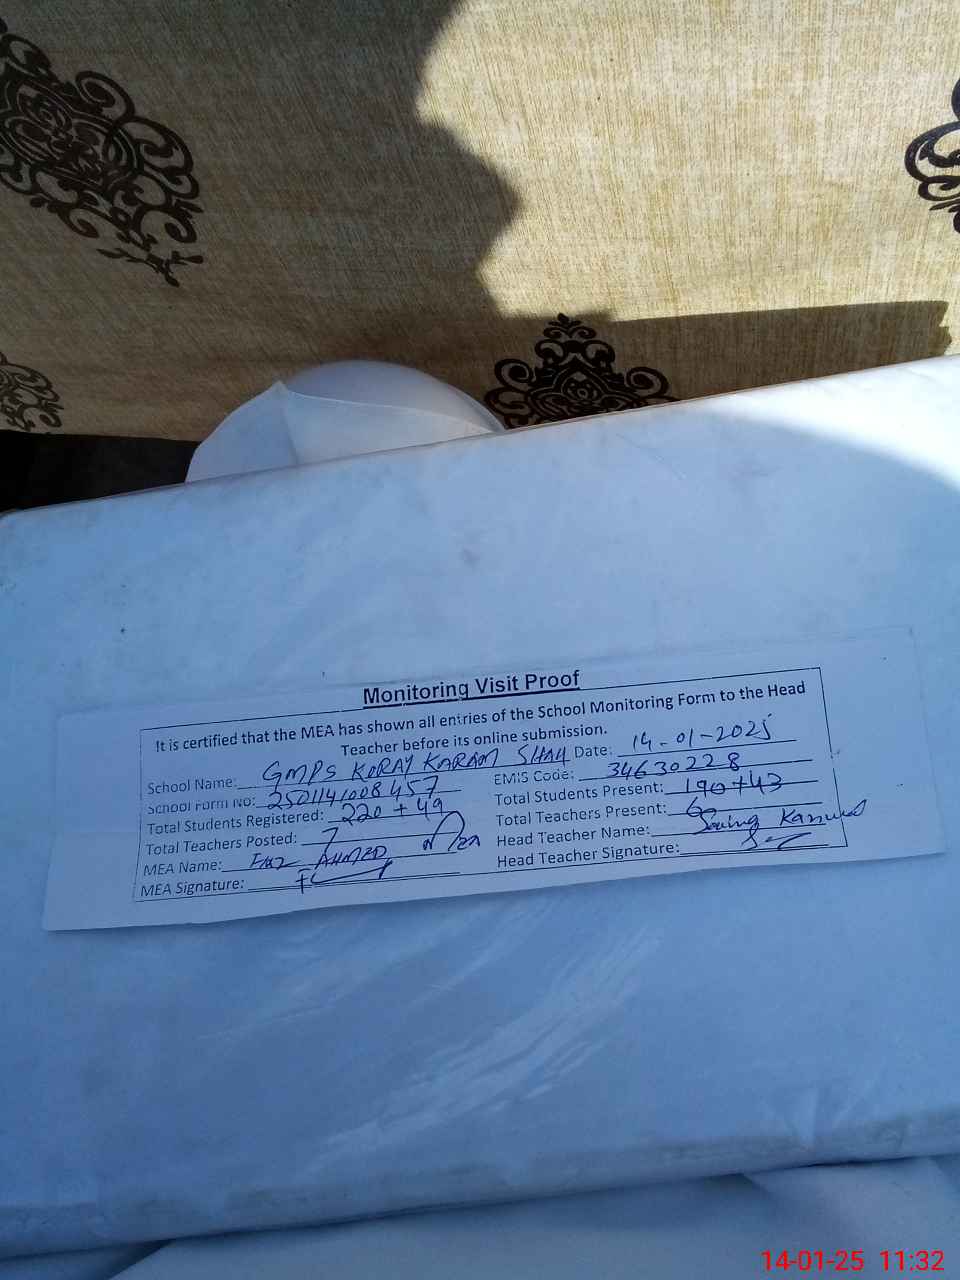 Monitoring Visit Proof
It is certified that the MEA has shown all entries of the School Monitoring Form to the Head
Teacher before its online submission.
School Name: GMPS KORAY KARAM SHAH Date: 14-01-2025
School Form No: 2501141008457 EMIS Code: 34630228
Total Students Registered: 220 + 49 Total Students Present: 190+43
Total Teachers Posted: 7 Total Teachers Present: 6
MEA Name: AHMED Head Teacher Name:
MEA Signature: Head Teacher Signature:
14-01-25 11:32